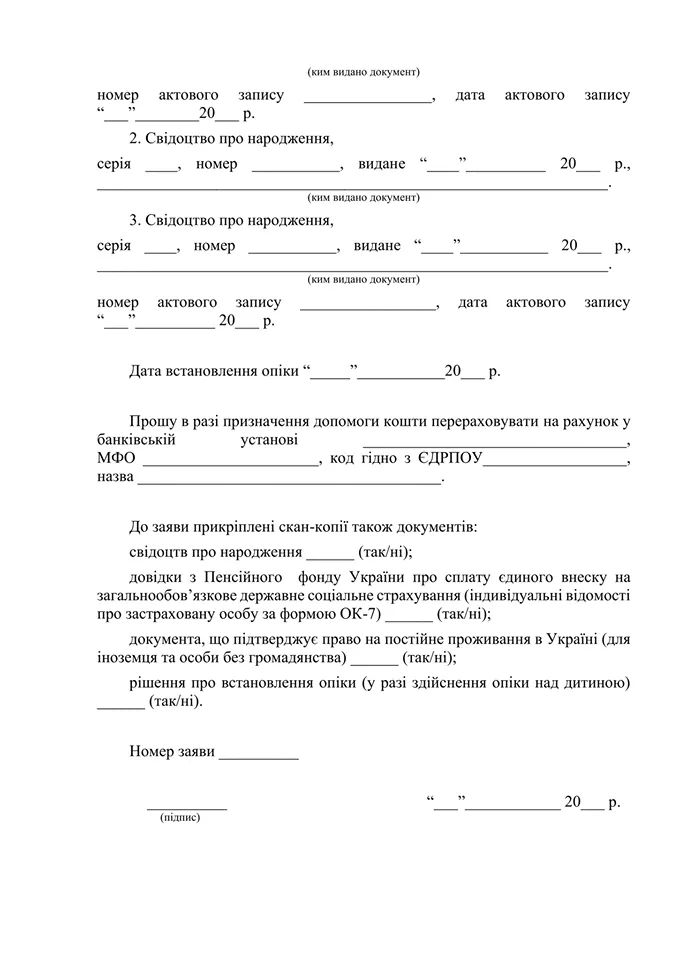 (ким видано документ)
номер актового запису ________________, дата актового запису
“___”________20___ р.
2. Свідоцтво про народження,
серія ____, номер ___________, видане “____”__________ 20___ р.,
________________________________________________________________.
(ким видано документ)
3. Свідоцтво про народження,
серія ____, номер ___________, видане “____”___________ 20___ р.,
________________________________________________________________.
(ким видано документ)
номер актового запису _________________, дата актового запису
“___”__________ 20___ р.
Дата встановлення опіки “_____”___________20___ р.
Прошу в разі призначення допомоги кошти перераховувати на рахунок у
банківській установі _________________________________,
МФО ______________________, код гідно з ЄДРПОУ__________________,
назва ______________________________________.
До заяви прикріплені скан-копії також документів:
свідоцтв про народження ______ (так/ні);
довідки з Пенсійного фонду України про сплату єдиного внеску на
загальнообов’язкове державне соціальне страхування (індивідуальні відомості
про застраховану особу за формою ОК-7) ______ (так/ні);
документа, що підтверджує право на постійне проживання в Україні (для
іноземця та особи без громадянства) ______ (так/ні);
рішення про встановлення опіки (у разі здійснення опіки над дитиною)
______ (так/ні).
Номер заяви __________
__________ “___”____________ 20___ р.
(підпис)